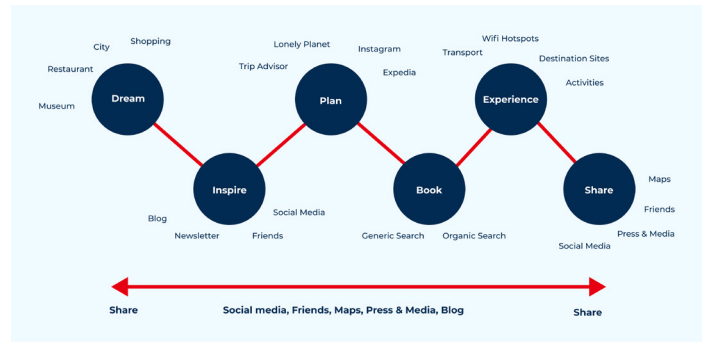 City
Shopping
Restaurant
Museum
Dream
Lonely Planet
Instagram
Trip Advisor
Expedia
Plan
Wifi Hotspots
Transport
Destination Sites
Activities
Experience
Inspire
Blog
Social Media
Newsletter
Friends
Book
Generic Search
Organic Search
Share
Maps
Friends
Press & Media
Social Media
Share
Social media, Friends, Maps, Press & Media, Blog
Share